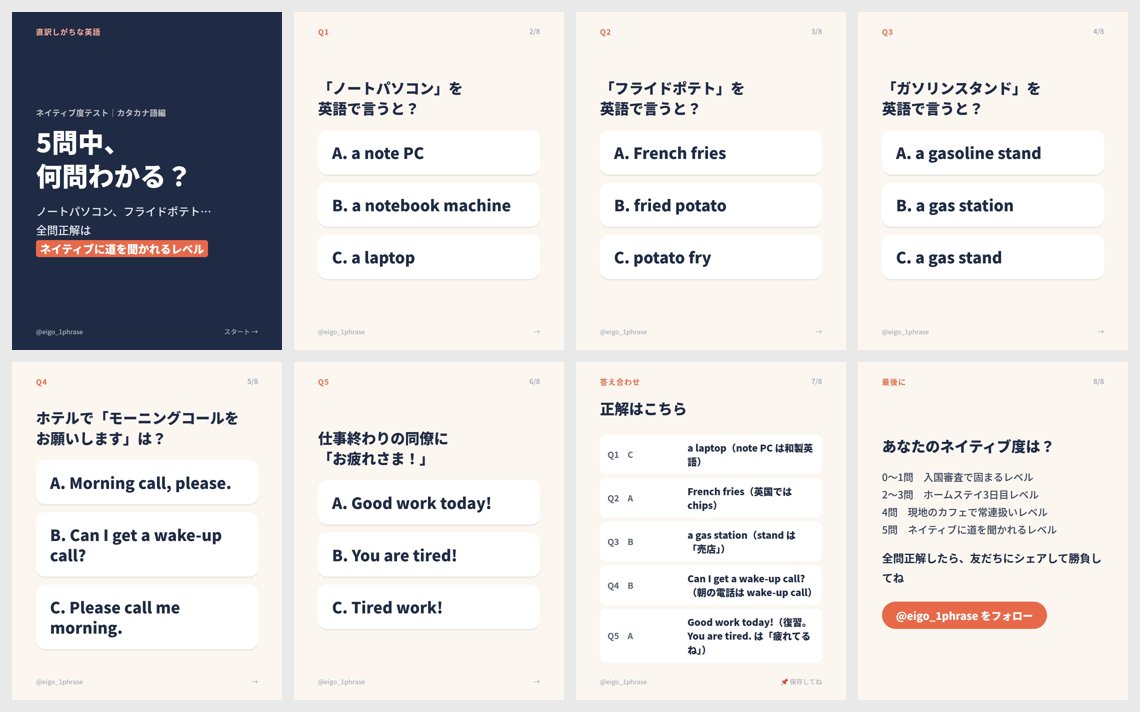 直訳しがちな英語
ネイティブ度テスト｜カタカナ語編
5問中、
何問わかる？
ノートパソコン、フライドポテト…
全問正解は
ネイティブに道を聞かれるレベル
@eigo_1phrase
スタート →
Q1
2/8
「ノートパソコン」を
英語で言うと？
A. a note PC
B. a notebook machine
C. a laptop
@eigo_1phrase
→
Q2
3/8
「フライドポテト」を
英語で言うと？
A. French fries
B. fried potato
C. potato fry
@eigo_1phrase
→
Q3
4/8
「ガソリンスタンド」を
英語で言うと？
A. a gasoline stand
B. a gas station
C. a gas stand
@eigo_1phrase
→
Q4
5/8
ホテルで「モーニングコールを
お願いします」は？
A. Morning call, please.
B. Can I get a wake-up
call?
C. Please call me
morning.
@eigo_1phrase
→
Q5
6/8
仕事終わりの同僚に
「お疲れさま！」
A. Good work today!
B. You are tired!
C. Tired work!
@eigo_1phrase
→
答え合わせ
7/8
正解はこちら
Q1 C
a laptop（note PC は和製英
語）
Q2 A
French fries（英国では
chips）
Q3 B
a gas station（stand は
「売店」）
Q4 B
Can I get a wake-up call?
（朝の電話は wake-up call）
Q5 A
Good work today!（復習。
You are tired. は「疲れてる
ね」）
@eigo_1phrase
📌 保存してね
最後に
8/8
あなたのネイティブ度は？
0〜1問 入国審査で固まるレベル
2〜3問 ホームステイ3日目レベル
4問 現地のカフェで常連扱いレベル
5問 ネイティブに道を聞かれるレベル
全問正解したら、友だちにシェアして勝負し
てね
@eigo_1phrase をフォロー